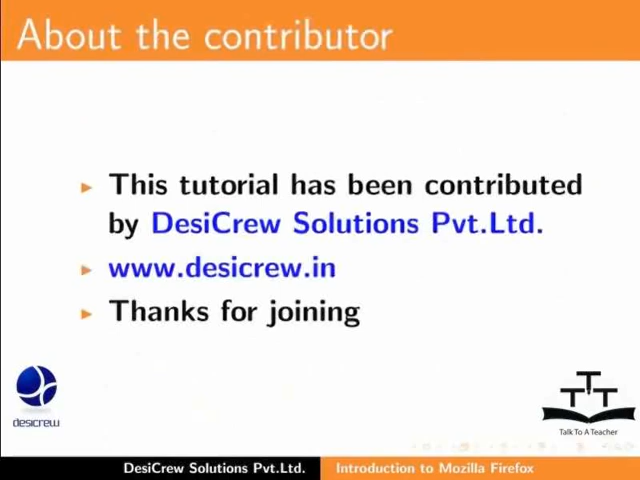 About the contributor
This tutorial has been contributed
by DesiCrew Solutions Pvt.Ltd.
www.desicrew.in
Thanks for joining
desicrew
TTT
Talk To A Teacher
DesiCrew Solutions Pvt.Ltd. Introduction to Mozilla Firefox